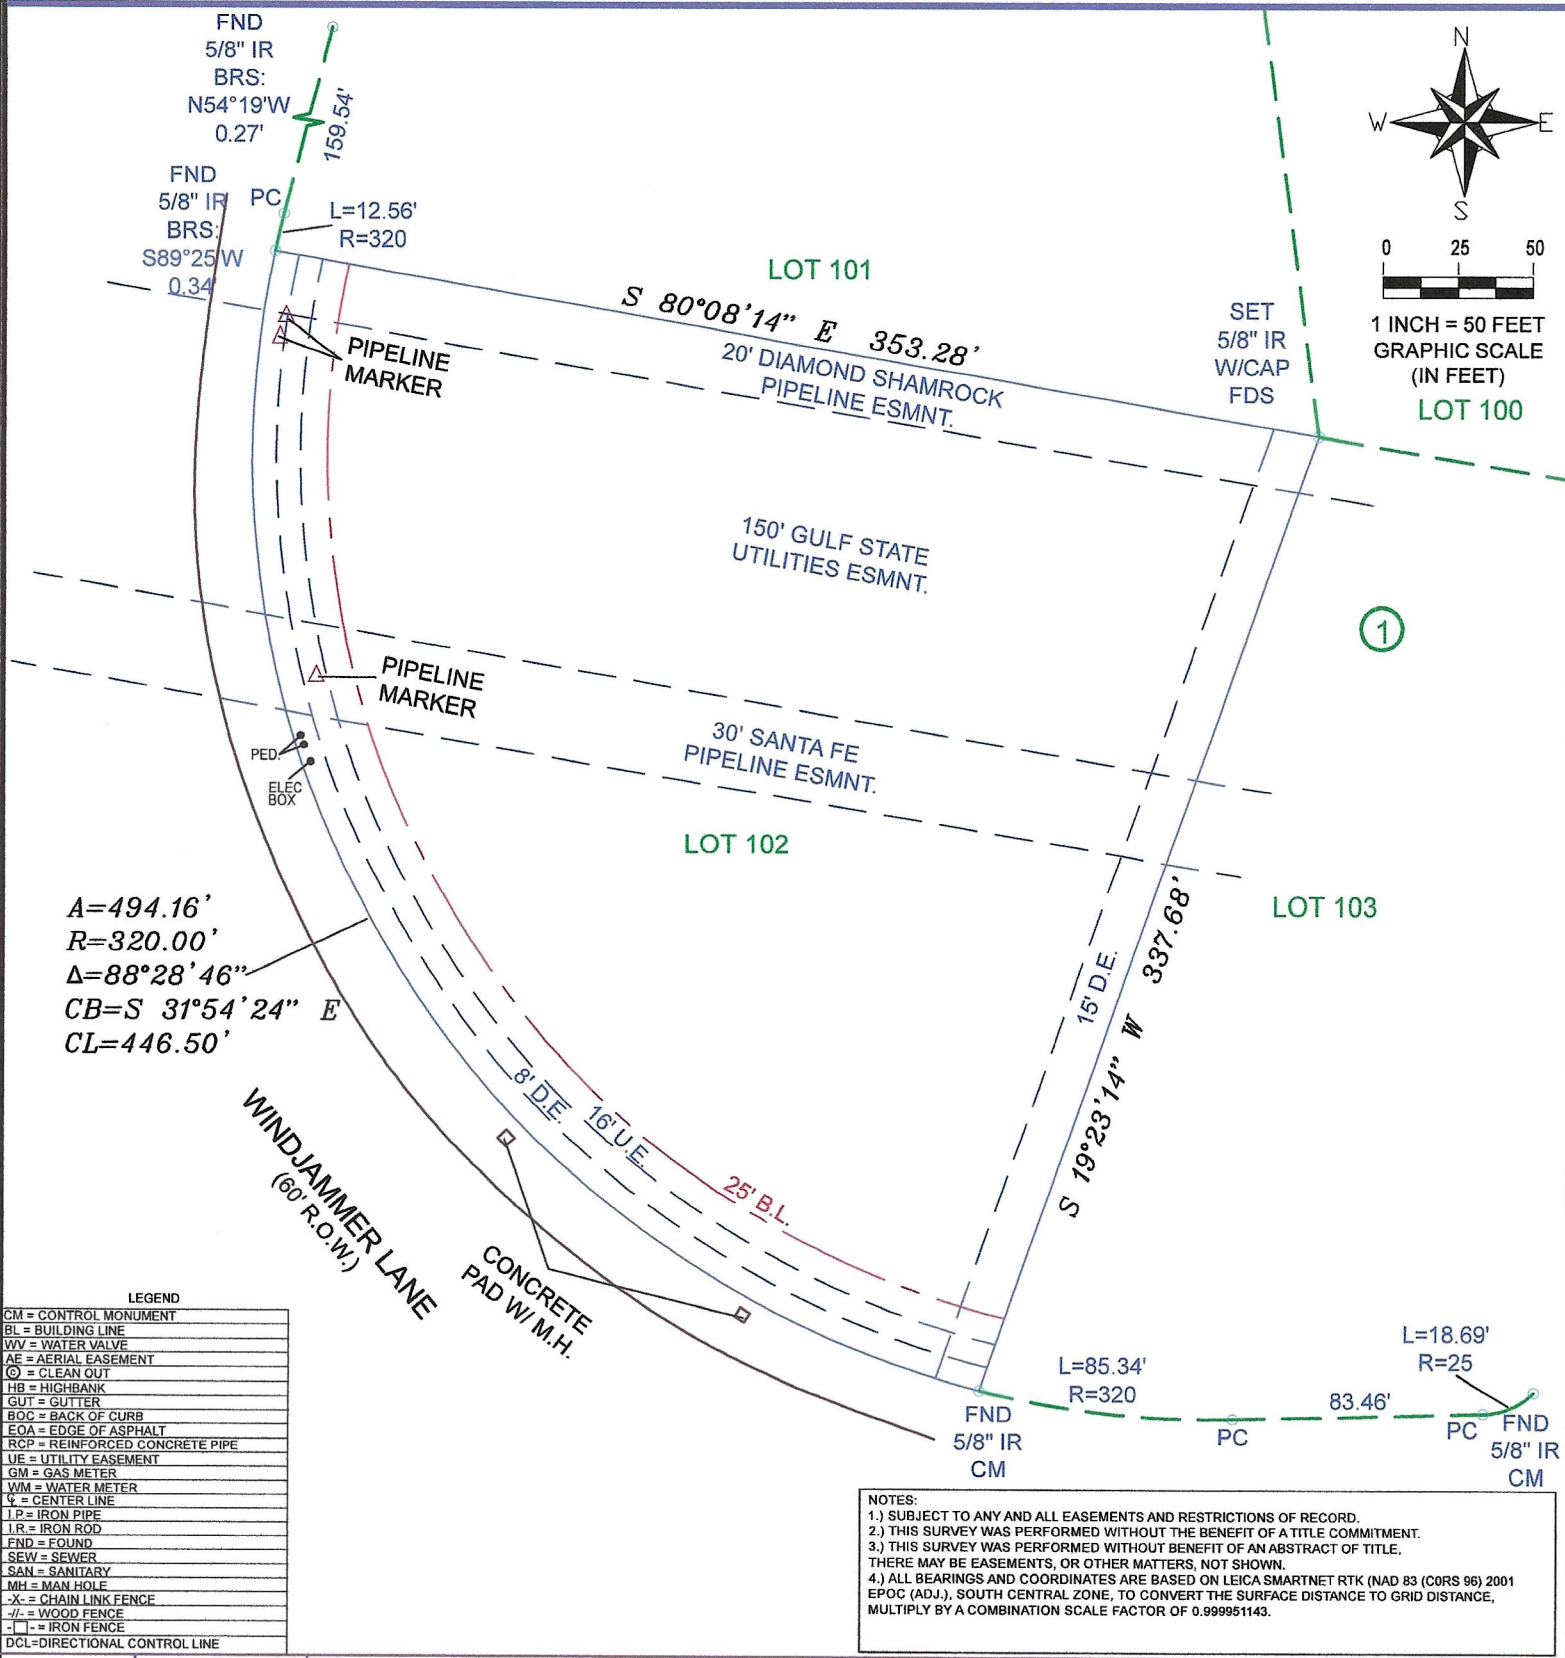 FND
5/8" IR
BRS:
N54°19'W
0.27'
159.54'
FND
5/8" IR
BRS:
S89°25'W
0.34'
PC
L=12.56'
R=320
N
W
E
S
0 25 50
1 INCH = 50 FEET
GRAPHIC SCALE
(IN FEET)
LOT 100
LOT 101
S 80°08'14" E 353.28'
20' DIAMOND SHAMROCK
PIPELINE ESMNT.
SET
5/8" IR
W/CAP
FDS
PIPELINE
MARKER
150' GULF STATE
UTILITIES ESMNT.
1
PIPELINE
MARKER
30' SANTA FE
PIPELINE ESMNT.
PED.
ELEC
BOX
LOT 102
LOT 103
A=494.16'
R=320.00'
Δ=88°28'46"
CB=S 31°54'24" E
CL=446.50'
15' D.E.
S 19°23'14" W 337.68'
8' D.E.
16' U.E.
25' B.L.
WINDJAMMER LANE
(60' R.O.W.)
CONCRETE
PAD W/ M.H.
L=85.34'
R=320
83.46'
L=18.69'
R=25
FND
5/8" IR
CM
PC
PC
FND
5/8" IR
CM
LEGEND
CM = CONTROL MONUMENT
BL = BUILDING LINE
WV = WATER VALVE
AE = AERIAL EASEMENT
© = CLEAN OUT
HB = HIGHBANK
GUT = GUTTER
BOC = BACK OF CURB
EOA = EDGE OF ASPHALT
RCP = REINFORCED CONCRETE PIPE
UE = UTILITY EASEMENT
GM = GAS METER
WM = WATER METER
℄ = CENTER LINE
I.P.= IRON PIPE
I.R.= IRON ROD
FND = FOUND
SEW = SEWER
SAN = SANITARY
MH = MAN HOLE
-X- = CHAIN LINK FENCE
-//- = WOOD FENCE
-□- = IRON FENCE
DCL=DIRECTIONAL CONTROL LINE
NOTES:
1.) SUBJECT TO ANY AND ALL EASEMENTS AND RESTRICTIONS OF RECORD.
2.) THIS SURVEY WAS PERFORMED WITHOUT THE BENEFIT OF A TITLE COMMITMENT.
3.) THIS SURVEY WAS PERFORMED WITHOUT BENEFIT OF AN ABSTRACT OF TITLE,
THERE MAY BE EASEMENTS, OR OTHER MATTERS, NOT SHOWN.
4.) ALL BEARINGS AND COORDINATES ARE BASED ON LEICA SMARTNET RTK (NAD 83 (CORS 96) 2001
EPOC (ADJ.), SOUTH CENTRAL ZONE, TO CONVERT THE SURFACE DISTANCE TO GRID DISTANCE,
MULTIPLY BY A COMBINATION SCALE FACTOR OF 0.999951143.